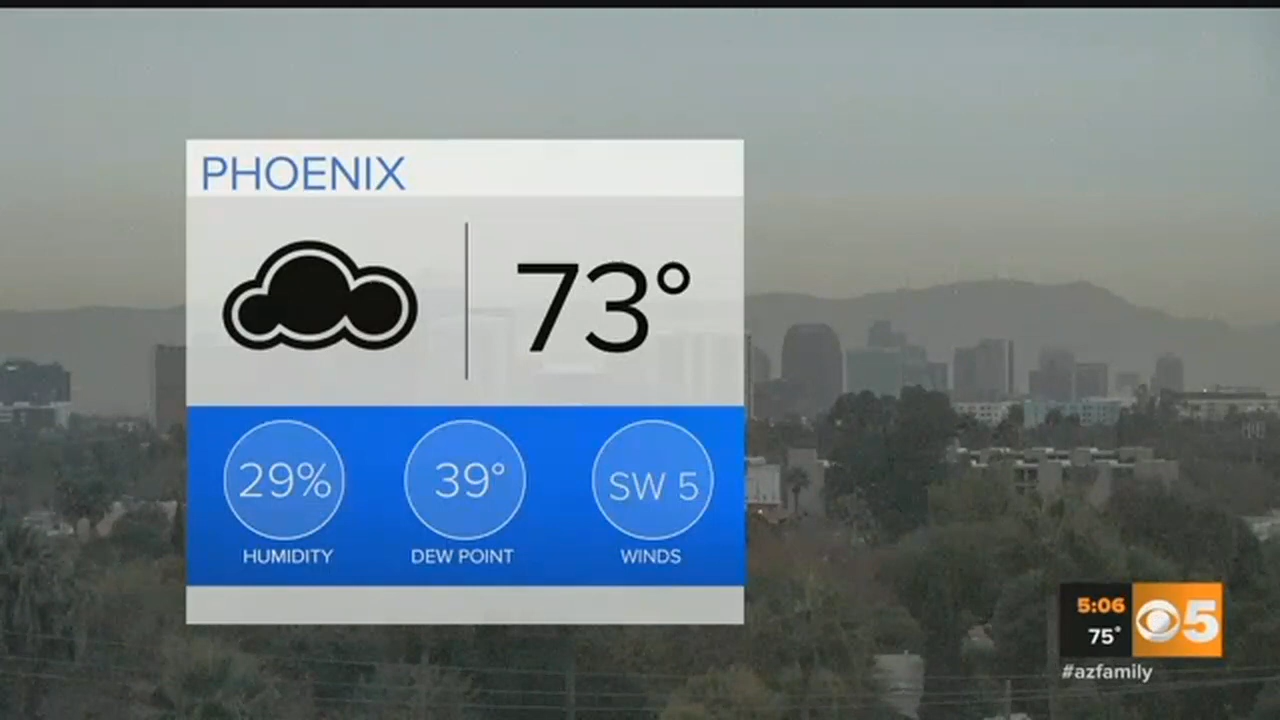 PHOENIX
73°
29%
39°
SW 5
HUMIDITY
DEW POINT
WINDS
5:06
75°
5
#azfamily